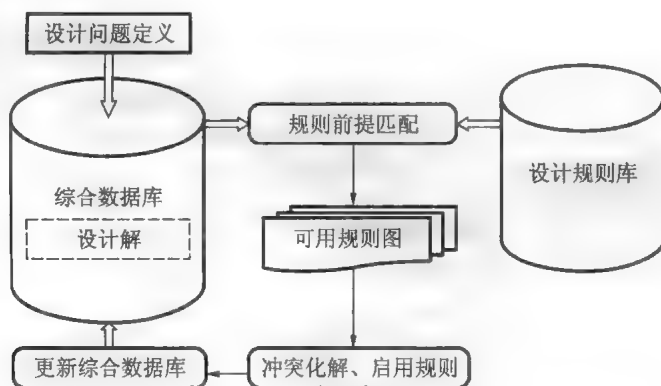 设计问题定义
规则前提匹配
设计规则库
综合数据库
设计解
可用规则图
更新综合数据库
冲突化解、启用规则